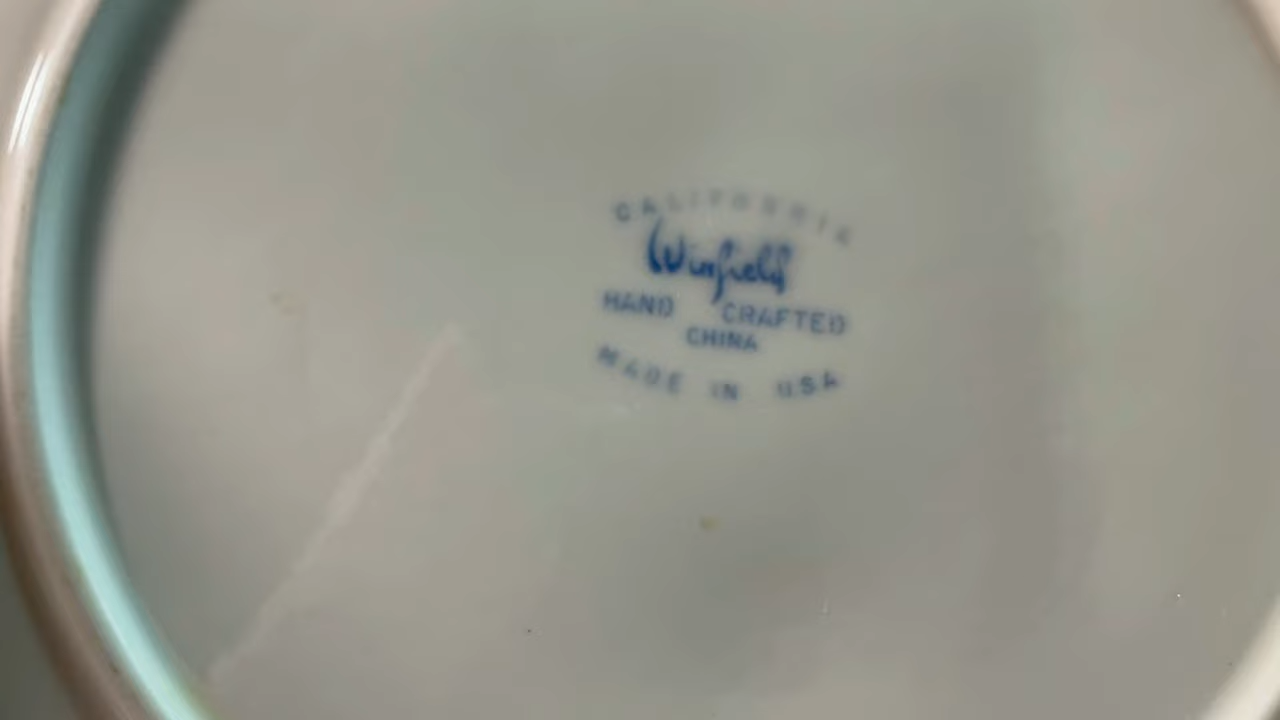 CALIFORNIA
Winfield
HAND CRAFTED
CHINA
MADE IN USA